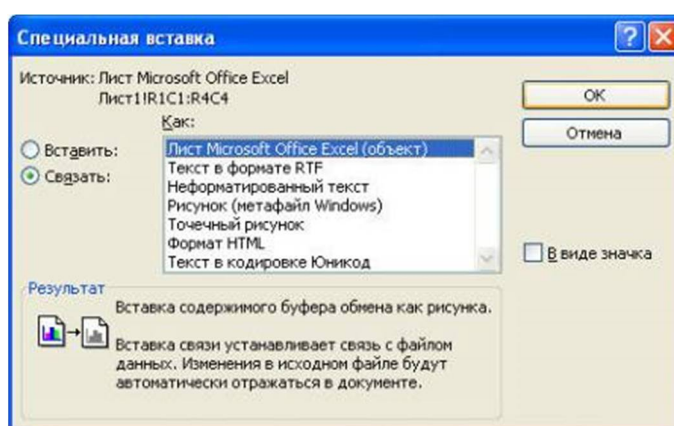 Специальная вставка
Источник: Лист Microsoft Office Excel
Лист1!R1C1:R4C4
Как:
Вставить:
Связать:
Лист Microsoft Office Excel (объект)
Текст в формате RTF
Неформатированный текст
Рисунок (метафайл Windows)
Точечный рисунок
Формат HTML
Текст в кодировке Юникод
ОК
Отмена
В виде значка
Результат
Вставка содержимого буфера обмена как рисунка.
Вставка связи устанавливает связь с файлом
данных. Изменения в исходном файле будут
автоматически отражаться в документе.